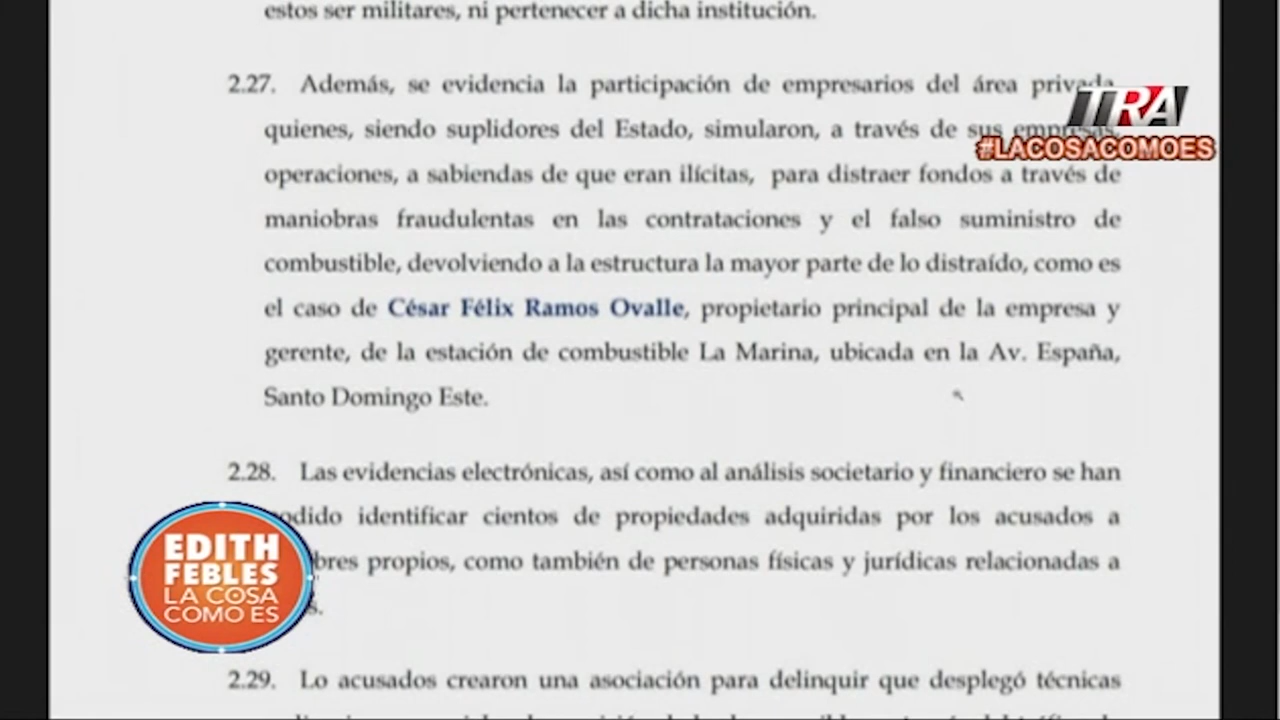 estos ser militares, ni pertenecer a dicha institución.
2.27. Además, se evidencia la participación de empresarios del área privada,
quienes, siendo suplidores del Estado, simularon, a través de sus empresas,
operaciones, a sabiendas de que eran ilícitas, para distraer fondos a través de
maniobras fraudulentas en las contrataciones y el falso suministro de
combustible, devolviendo a la estructura la mayor parte de lo distraído, como es
el caso de César Félix Ramos Ovalle, propietario principal de la empresa y
gerente, de la estación de combustible La Marina, ubicada en la Av. España,
Santo Domingo Este.
2.28. Las evidencias electrónicas, así como al análisis societario y financiero se han
odido identificar cientos de propiedades adquiridas por los acusados a
bres propios, como también de personas físicas y jurídicas relacionadas a
s.
2.29. Lo acusados crearon una asociación para delinquir que desplegó técnicas
TRA
#LACOSACOMOES
EDITH
FEBLES
LA COSA
COMO ES